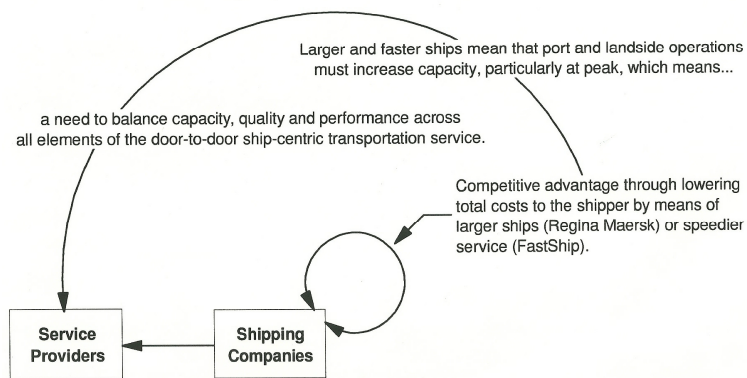 Larger and faster ships mean that port and landside operations
must increase capacity, particularly at peak, which means...
a need to balance capacity, quality and performance across
all elements of the door-to-door ship-centric transportation service.
Competitive advantage through lowering
total costs to the shipper by means of
larger ships (Regina Maersk) or speedier
service (FastShip).
Service
Providers
Shipping
Companies